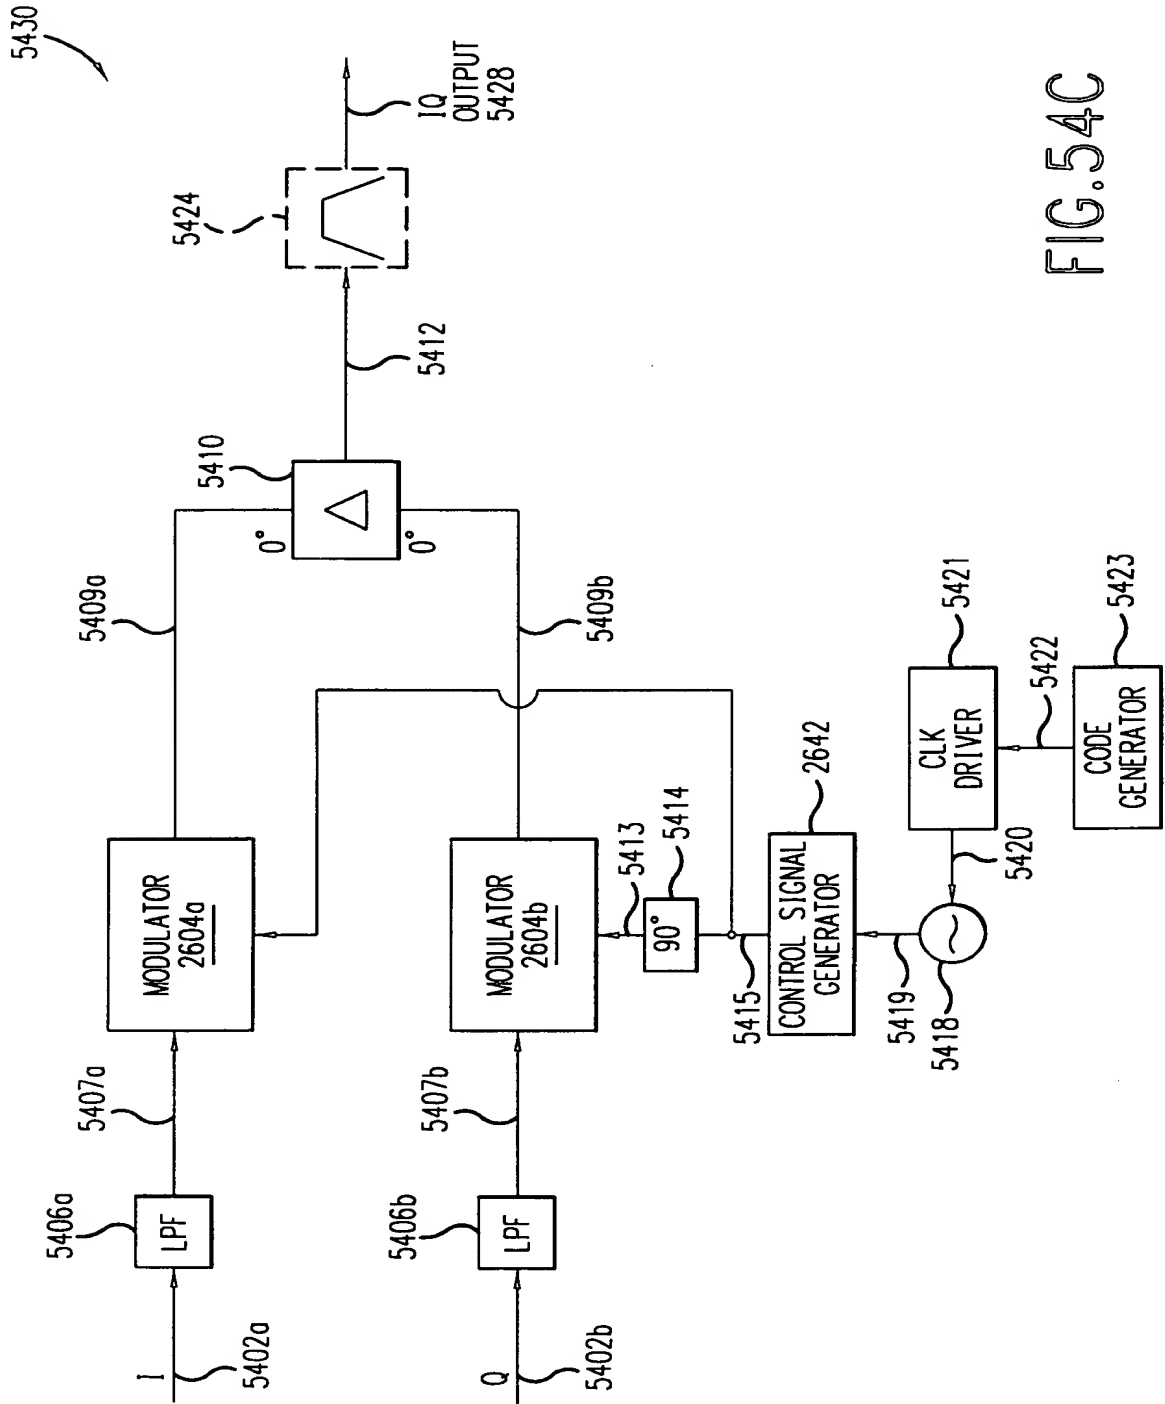 5430
I
5402a
5406a
LPF
5407a
MODULATOR
2604a
5409a
5410
0°
0°
5412
5424
IQ
OUTPUT
5428
Q
5402b
5406b
LPF
5407b
MODULATOR
2604b
5409b
5413
90°
5414
5415
CONTROL SIGNAL
GENERATOR
2642
5419
5418
5420
CLK
DRIVER
5421
5422
CODE
GENERATOR
5423
FIG.54C